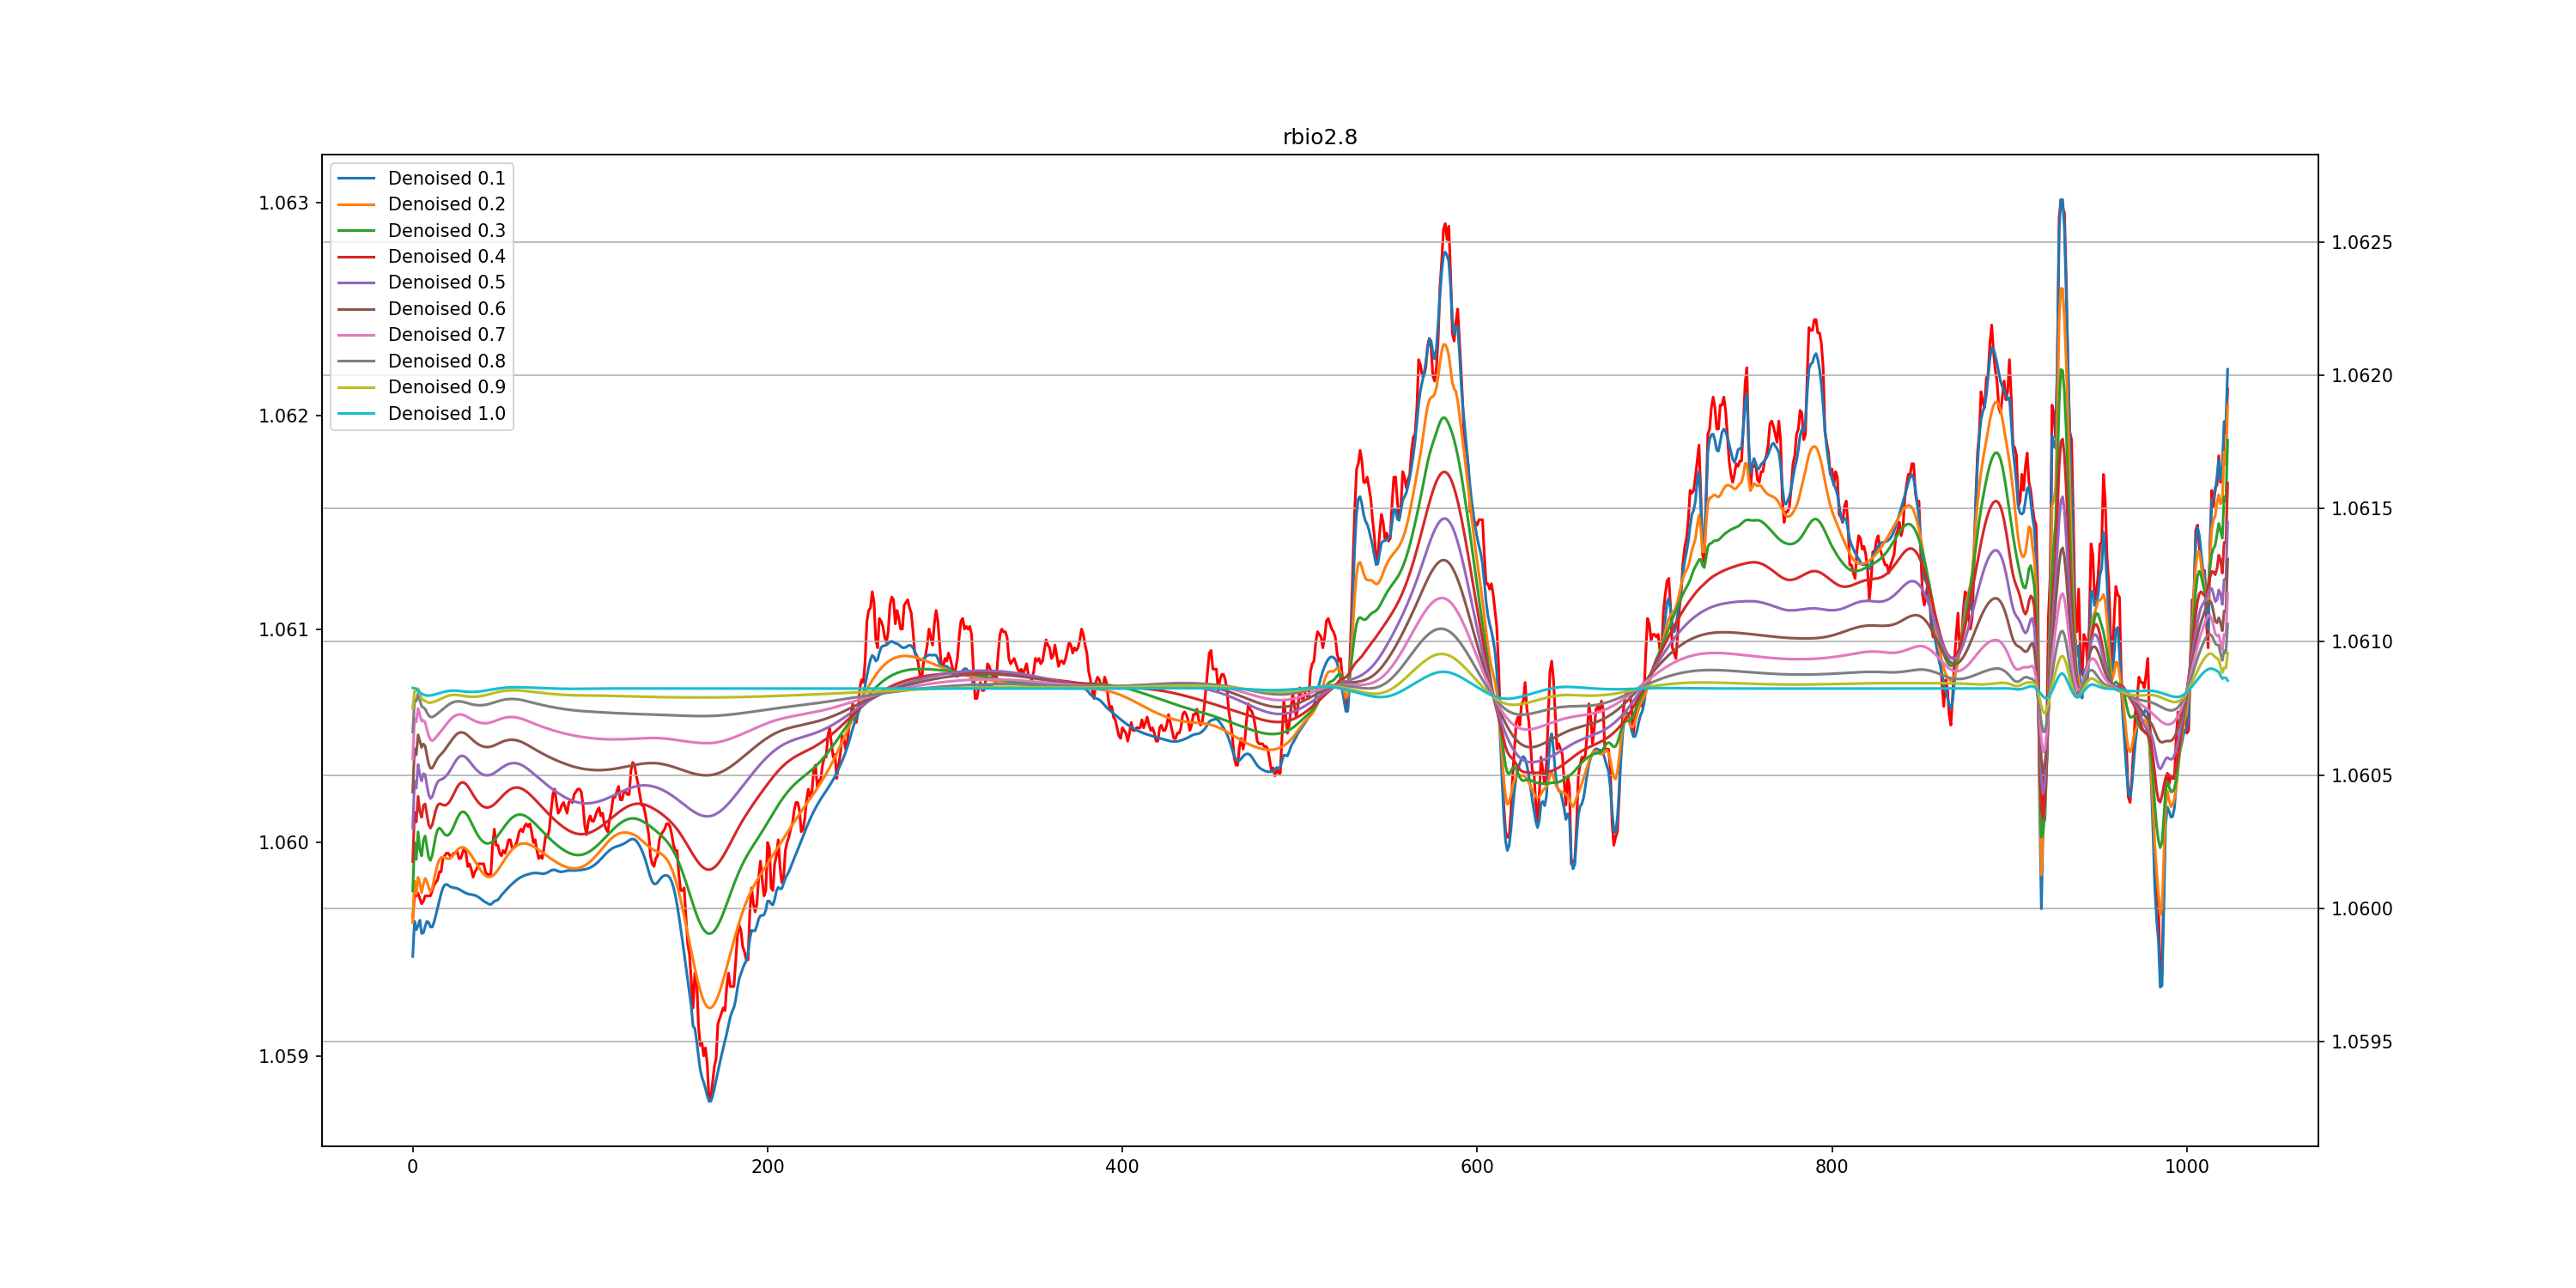 rbio2.8
Denoised 0.1
Denoised 0.2
Denoised 0.3
Denoised 0.4
Denoised 0.5
Denoised 0.6
Denoised 0.7
Denoised 0.8
Denoised 0.9
Denoised 1.0
1.063
1.062
1.061
1.060
1.059
1.0625
1.0620
1.0615
1.0610
1.0605
1.0600
1.0595
0 200 400 600 800 1000